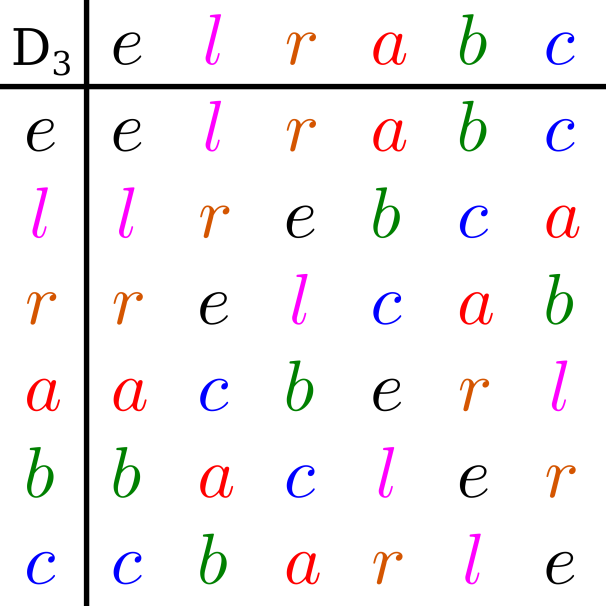 D₃ e l r a b c
e e l r a b c
l l r e b c a
r r e l c a b
a a c b e r l
b b a c l e r
c c b a r l e